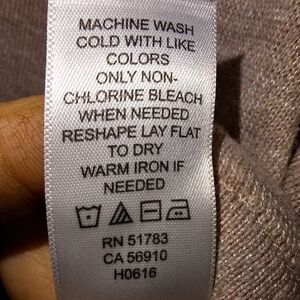 MACHINE WASH
COLD WITH LIKE
COLORS
ONLY NON-
CHLORINE BLEACH
WHEN NEEDED
RESHAPE LAY FLAT
TO DRY
WARM IRON IF
NEEDED
RN 51783
CA 56910
H0616